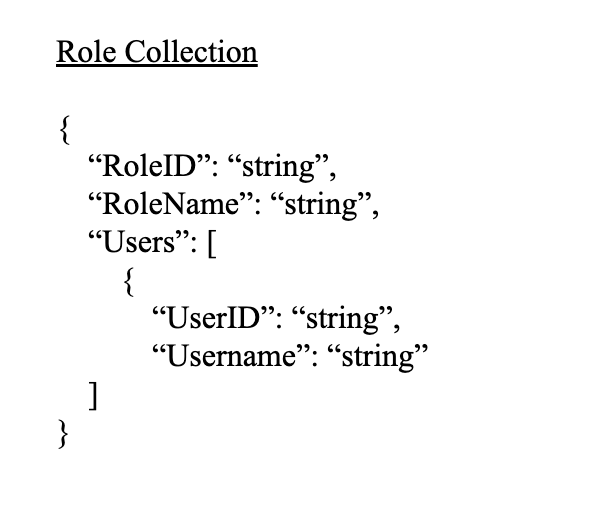 Role Collection
{
“RoleID”: “string”,
“RoleName”: “string”,
“Users”: [
{
“UserID”: “string”,
“Username”: “string”
]
}